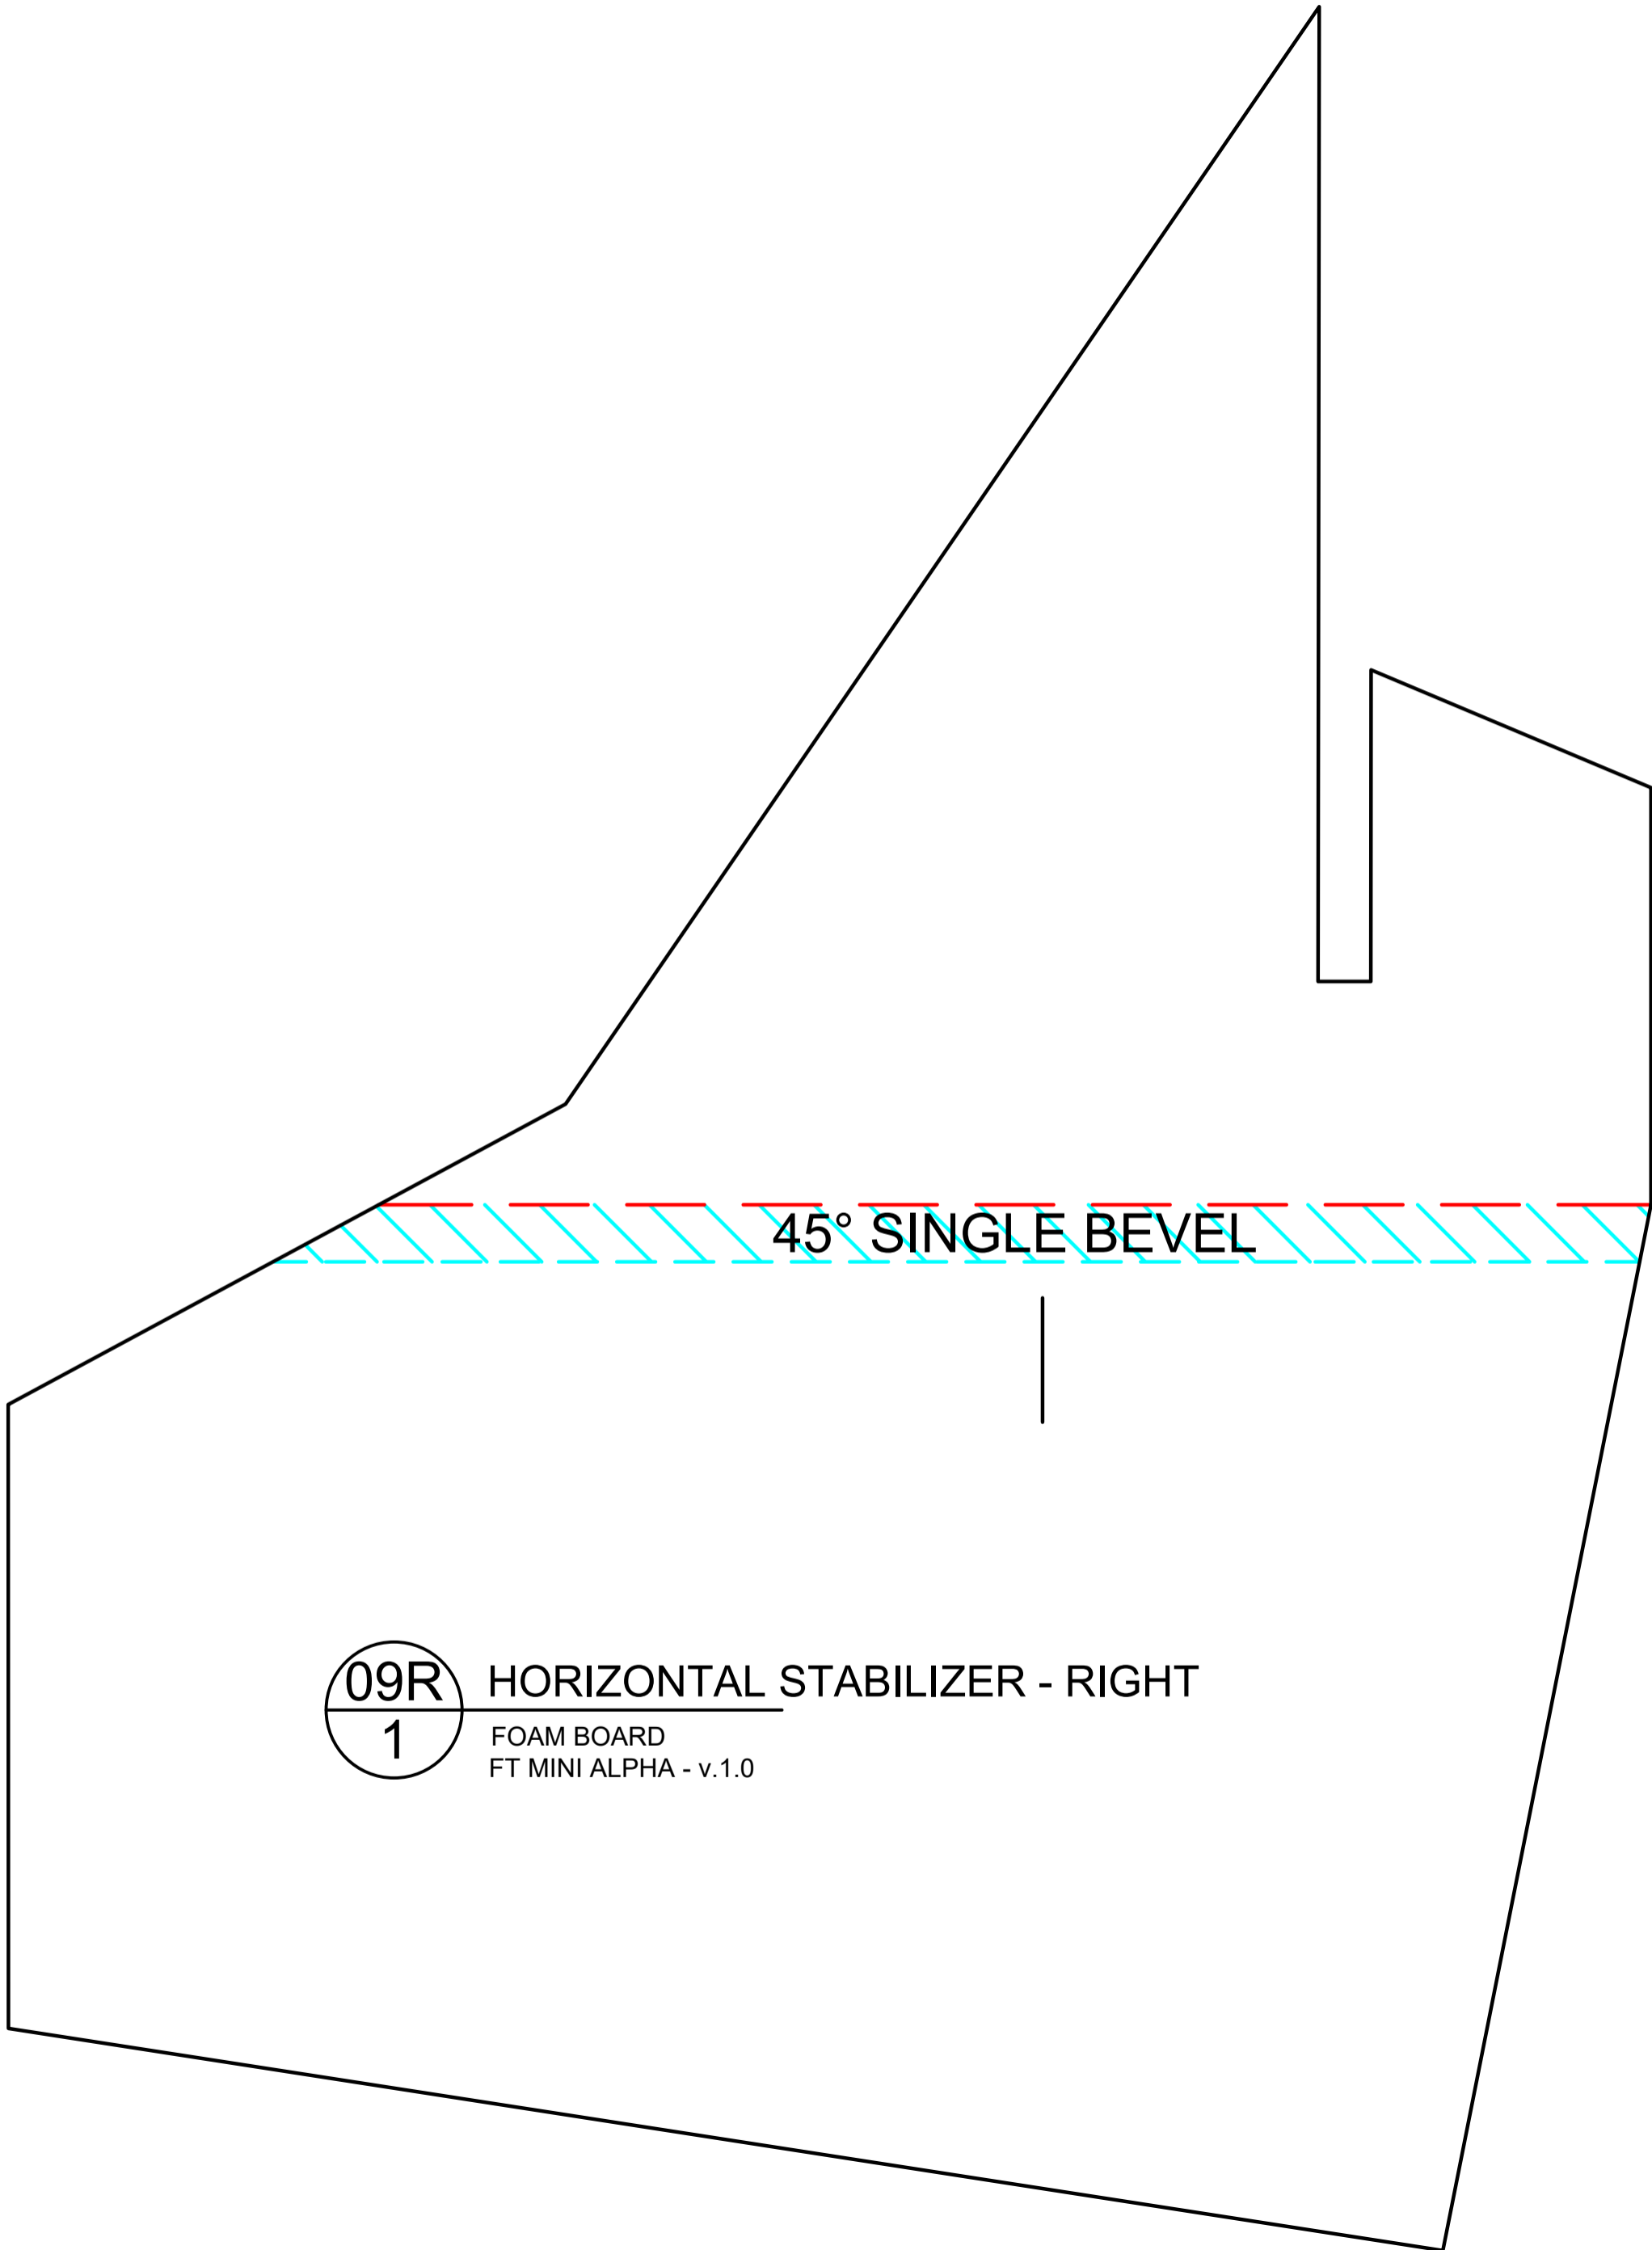 45° SINGLE BEVEL
09R
HORIZONTAL STABILIZER - RIGHT
1
FOAM BOARD
FT MINI ALPHA - v.1.0